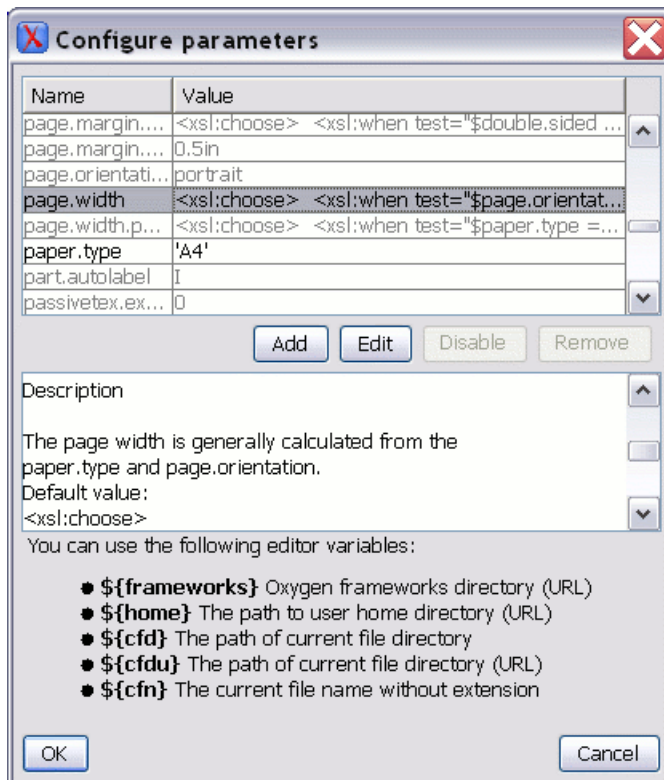 Configure parameters
Name Value
page.margin.... <xsl:choose> <xsl:when test="$double.sided ...
page.margin.... 0.5in
page.orientati... portrait
page.width <xsl:choose> <xsl:when test="$page.orientat...
page.width.p... <xsl:choose> <xsl:when test="$paper.type =...
paper.type 'A4'
part.autolabel I
passivetex.ex... 0
Add Edit Disable Remove
Description
The page width is generally calculated from the
paper.type and page.orientation.
Default value:
<xsl:choose>
You can use the following editor variables:
● ${frameworks} Oxygen frameworks directory (URL)
● ${home} The path to user home directory (URL)
● ${cfd} The path of current file directory
● ${cfdu} The path of current file directory (URL)
● ${cfn} The current file name without extension
OK Cancel